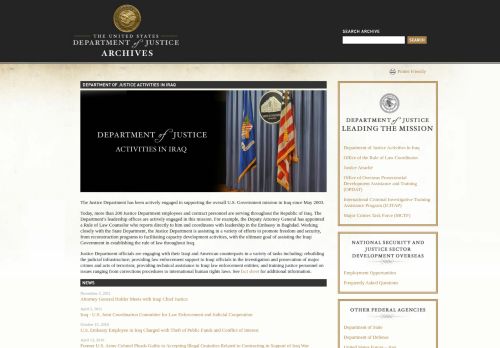 THE UNITED STATES
DEPARTMENT of JUSTICE
ARCHIVES
SEARCH ARCHIVE
SEARCH
Printer Friendly
DEPARTMENT OF JUSTICE ACTIVITIES IN IRAQ
DEPARTMENT of JUSTICE
ACTIVITIES IN IRAQ
The Justice Department has been actively engaged in supporting the overall U.S. Government mission in Iraq since May 2003.
Today, more than 200 Justice Department employees and contract personnel are serving throughout the Republic of Iraq. The
Department's leadership offices are actively engaged in this mission. For example, the Deputy Attorney General has appointed
a Rule of Law Counselor who reports directly to him and coordinates with leadership in the Embassy in Baghdad. Working
closely with the State Department, the Justice Department is assisting in a variety of efforts to promote freedom and security,
from reconstruction programs to facilitating capacity development activities, with the ultimate goal of assisting the Iraqi
Government in establishing the rule of law throughout Iraq.
Justice Department officials are engaging with their Iraqi and American counterparts in a variety of tasks including: rebuilding
the judicial infrastructure; providing law enforcement support to Iraqi officials in the investigation and prosecution of major
crimes and acts of terrorism; providing technical assistance to Iraqi law enforcement entities; and training justice personnel on
issues ranging from corrections procedures to international human rights issues. See fact sheet for additional information.
NEWS
November 3, 2011
Attorney General Holder Meets with Iraqi Chief Justice
April 5, 2011
Iraq - U.S. Joint Coordination Committee for Law Enforcement and Judicial Cooperation
October 15, 2010
U.S. Embassy Employee in Iraq Charged with Theft of Public Funds and Conflict of Interest
April 13, 2010
Former U.S. Army Colonel Pleads Guilty to Accepting Illegal Gratuities Related to Contracting in Support of Iraq War
DEPARTMENT of JUSTICE
LEADING THE MISSION
Department of Justice Activities In Iraq
Office of the Rule of Law Coordinator
Justice Attache
Office of Overseas Prosecutorial
Development Assistance and Training
(OPDAT)
International Criminal Investigative Training
Assistance Program (ICITAP)
Major Crimes Task Force (MCTF)
NATIONAL SECURITY AND
JUSTICE SECTOR
DEVELOPMENT OVERSEAS
Employment Opportunities
Frequently Asked Questions
OTHER FEDERAL AGENCIES
Department of State
Department of Defense